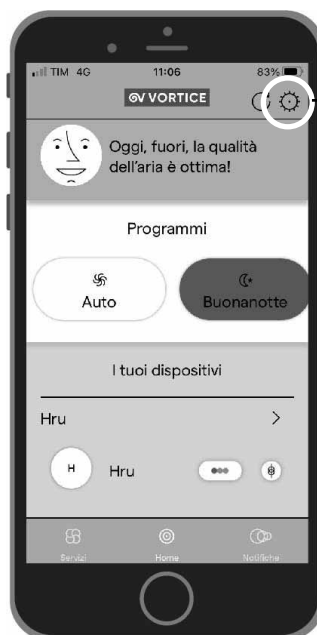 TIM 4G 11:06 83%
VORTICE
Oggi, fuori, la qualità
dell'aria è ottima!
Programmi
Auto
Buonanotte
I tuoi dispositivi
Hru
H
Hru
Servizi
Home
Notifiche